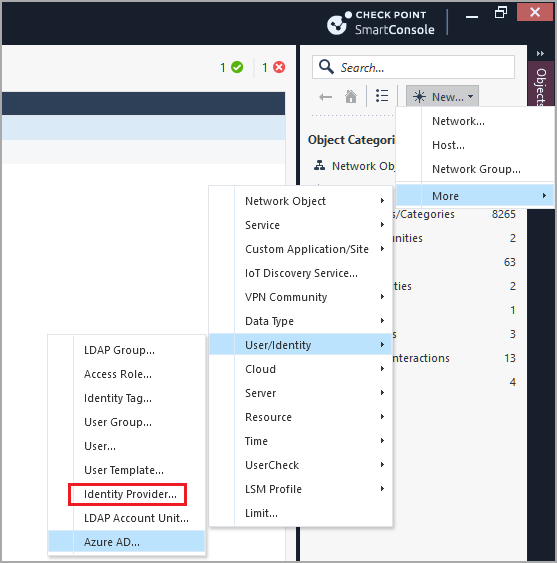 CHECK POINT
SmartConsole
1
1
Search...
New...
Objects
Network...
Host...
Network Group...
More
Object Categori
Network Obj
s/Categories 8265
unities 2
63
ities 2
1
s 3
nteractions 13
4
Network Object
Service
Custom Application/Site
IoT Discovery Service...
VPN Community
Data Type
User/Identity
Cloud
Server
Resource
Time
UserCheck
LSM Profile
Limit...
LDAP Group...
Access Role...
Identity Tag...
User Group...
User...
User Template...
Identity Provider...
LDAP Account Unit...
Azure AD...